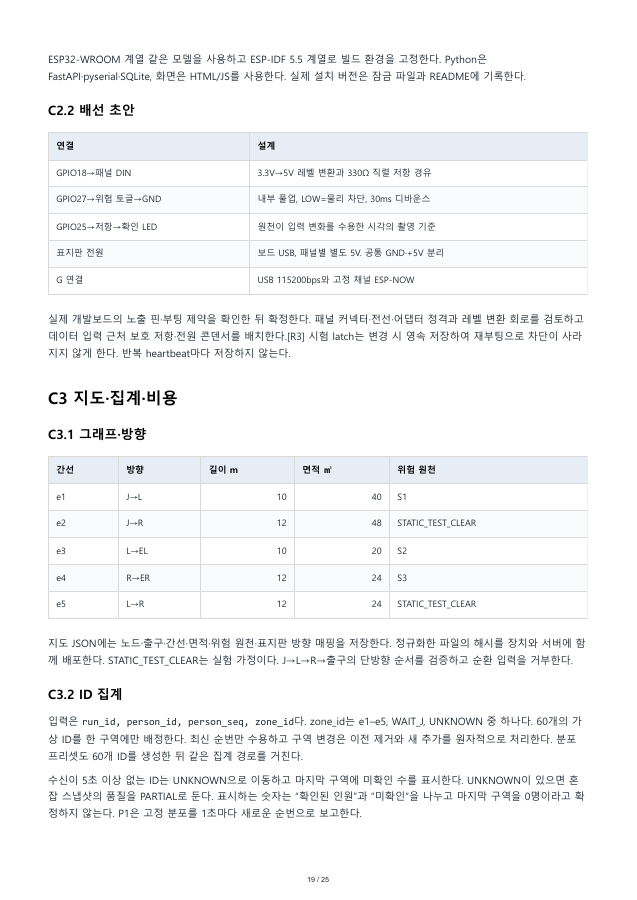 ESP32-WROOM 계열 같은 모델을 사용하고 ESP-IDF 5.5 계열로 빌드 환경을 고정한다. Python은
FastAPI·pyserial·SQLite, 화면은 HTML/JS를 사용한다. 실제 설치 버전은 잠금 파일과 README에 기록한다.
C2.2 배선 초안
연결 설계
GPIO18→패널 DIN 3.3V→5V 레벨 변환과 330Ω 직렬 저항 경유
GPIO27→위험 토글→GND 내부 풀업, LOW=물리 차단, 30ms 디바운스
GPIO25→저항→확인 LED 원천이 입력 변화를 수용한 시각의 촬영 기준
표지판 전원 보드 USB, 패널별 별도 5V. 공통 GND·+5V 분리
G 연결 USB 115200bps와 고정 채널 ESP-NOW
실제 개발보드의 노출 핀·부팅 제약을 확인한 뒤 확정한다. 패널 커넥터·전선·어댑터 정격과 레벨 변환 회로를 검토하고
데이터 입력 근처 보호 저항·전원 콘덴서를 배치한다.[R3] 시험 latch는 변경 시 영속 저장하여 재부팅으로 차단이 사라
지지 않게 한다. 반복 heartbeat마다 저장하지 않는다.
C3 지도·집계·비용
C3.1 그래프·방향
간선 방향 길이 m 면적 ㎡ 위험 원천
e1 J→L 10 40 S1
e2 J→R 12 48 STATIC_TEST_CLEAR
e3 L→EL 10 20 S2
e4 R→ER 12 24 S3
e5 L→R 12 24 STATIC_TEST_CLEAR
지도 JSON에는 노드·출구·간선·면적·위험 원천·표지판 방향 매핑을 저장한다. 정규화한 파일의 해시를 장치와 서버에 함
께 배포한다. STATIC_TEST_CLEAR는 실험 가정이다. J→L→R→출구의 단방향 순서를 검증하고 순환 입력을 거부한다.
C3.2 ID 집계
입력은 run_id, person_id, person_seq, zone_id다. zone_id는 e1–e5, WAIT_J, UNKNOWN 중 하나다. 60개의 가
상 ID를 한 구역에만 배정한다. 최신 순번만 수용하고 구역 변경은 이전 제거와 새 추가를 원자적으로 처리한다. 분포
프리셋도 60개 ID를 생성한 뒤 같은 집계 경로를 거친다.
수신이 5초 이상 없는 ID는 UNKNOWN으로 이동하고 마지막 구역에 미확인 수를 표시한다. UNKNOWN이 있으면 혼
잡 스냅샷의 품질을 PARTIAL로 둔다. 표시하는 숫자는 “확인된 인원”과 “미확인”을 나누고 마지막 구역을 0명이라고 확
정하지 않는다. P1은 고정 분포를 1초마다 새로운 순번으로 보고한다.
19 / 25